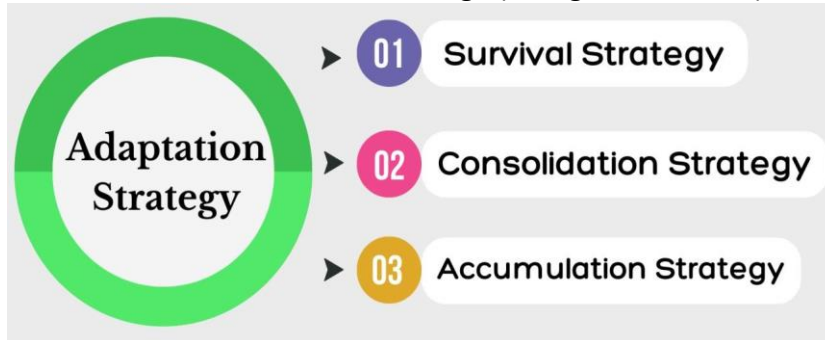 Adaptation
Strategy
01 Survival Strategy
02 Consolidation Strategy
03 Accumulation Strategy